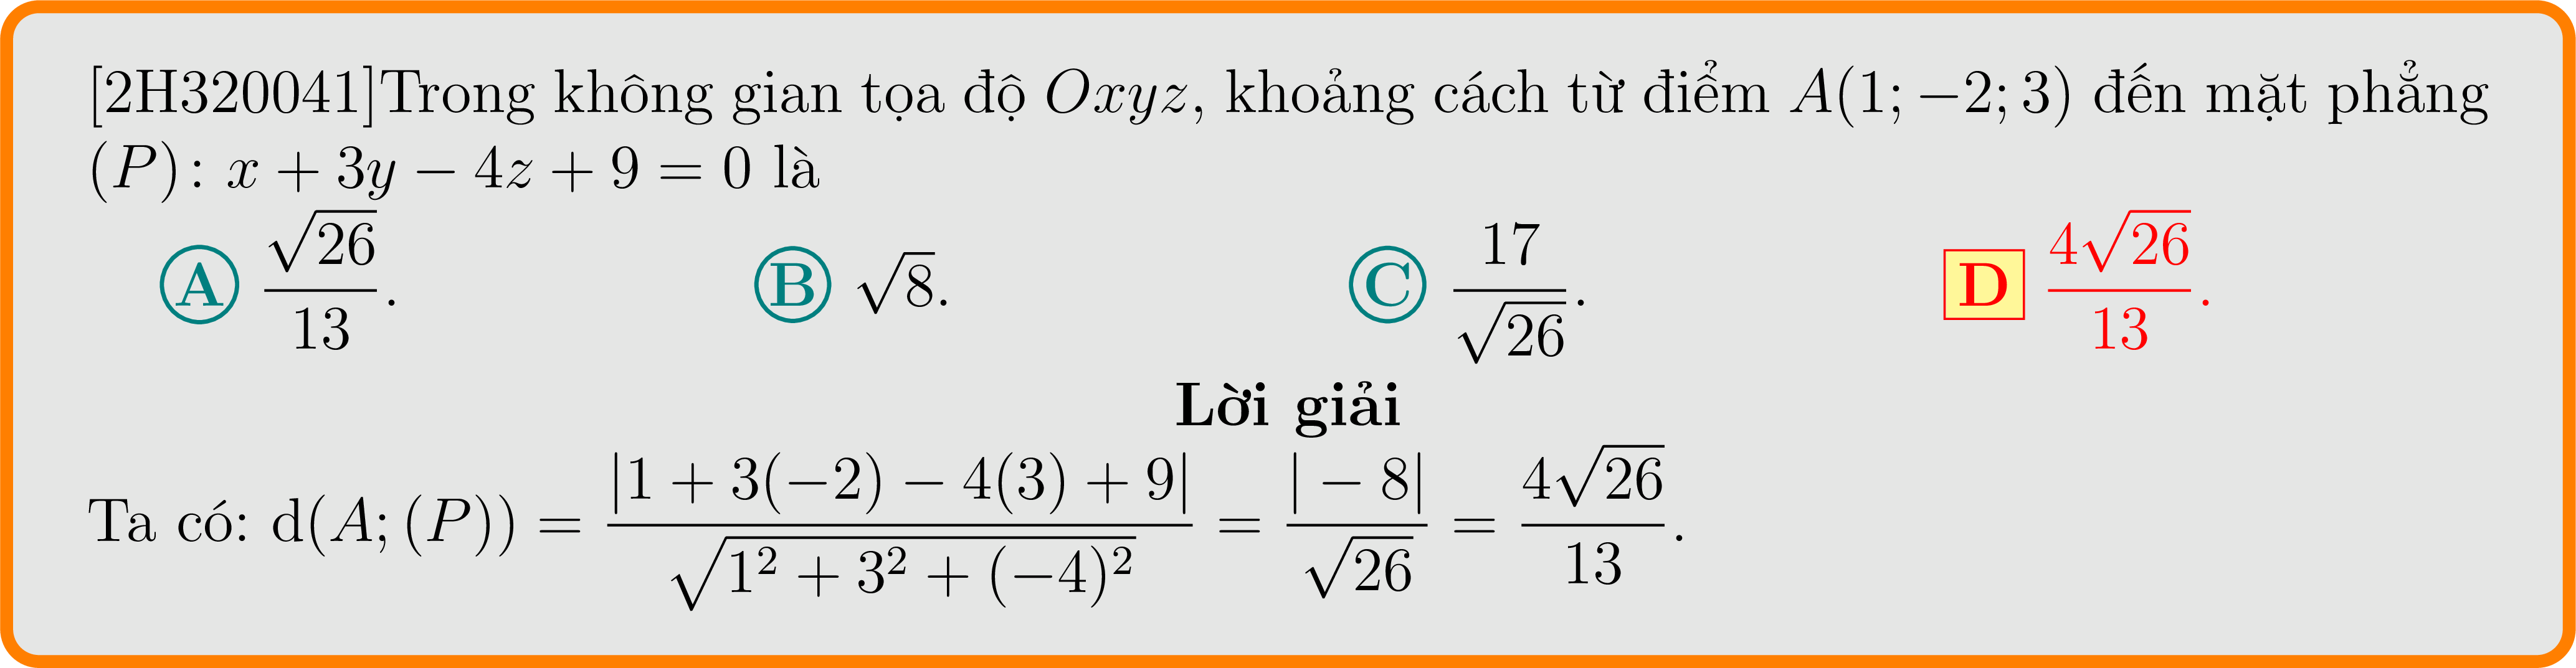 [2H320041]Trong không gian tọa độ Oxyz, khoảng cách từ điểm A(1; −2; 3) đến mặt phẳng
(P): x + 3y − 4z + 9 = 0 là
A $\frac{\sqrt{26}}{13}$. B $\sqrt{8}$. C $\frac{17}{\sqrt{26}}$. D $\frac{4\sqrt{26}}{13}$.
Lời giải
Ta có: d(A; (P)) = $\frac{|1 + 3(-2) - 4(3) + 9|}{\sqrt{1^2 + 3^2 + (-4)^2}} = \frac{|-8|}{\sqrt{26}} = \frac{4\sqrt{26}}{13}$.